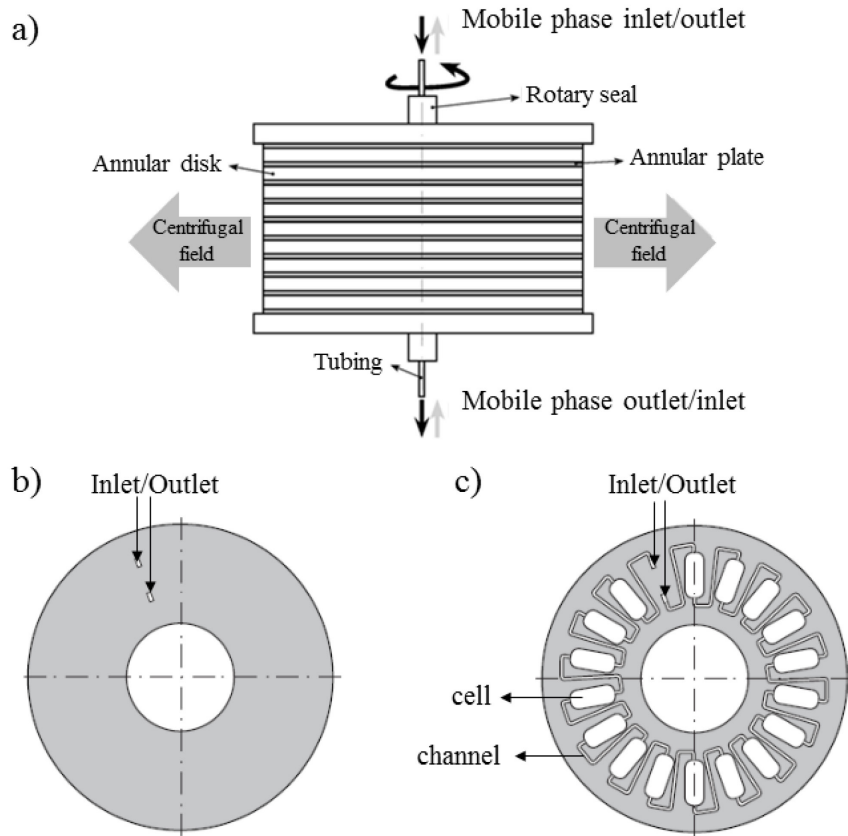 a)
Mobile phase inlet/outlet
Rotary seal
Annular disk
Annular plate
Centrifugal
field
Centrifugal
field
Tubing
Mobile phase outlet/inlet
b)
Inlet/Outlet
c)
Inlet/Outlet
cell
channel